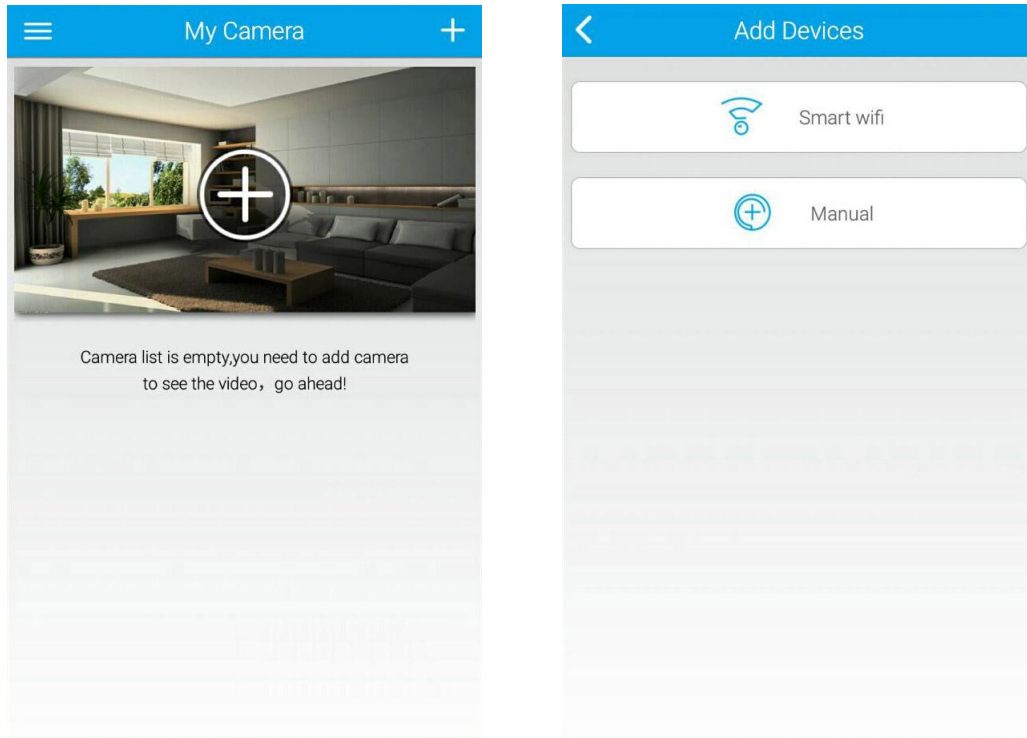 My Camera
Camera list is empty,you need to add camera
to see the video，go ahead!
Add Devices
Smart wifi
Manual